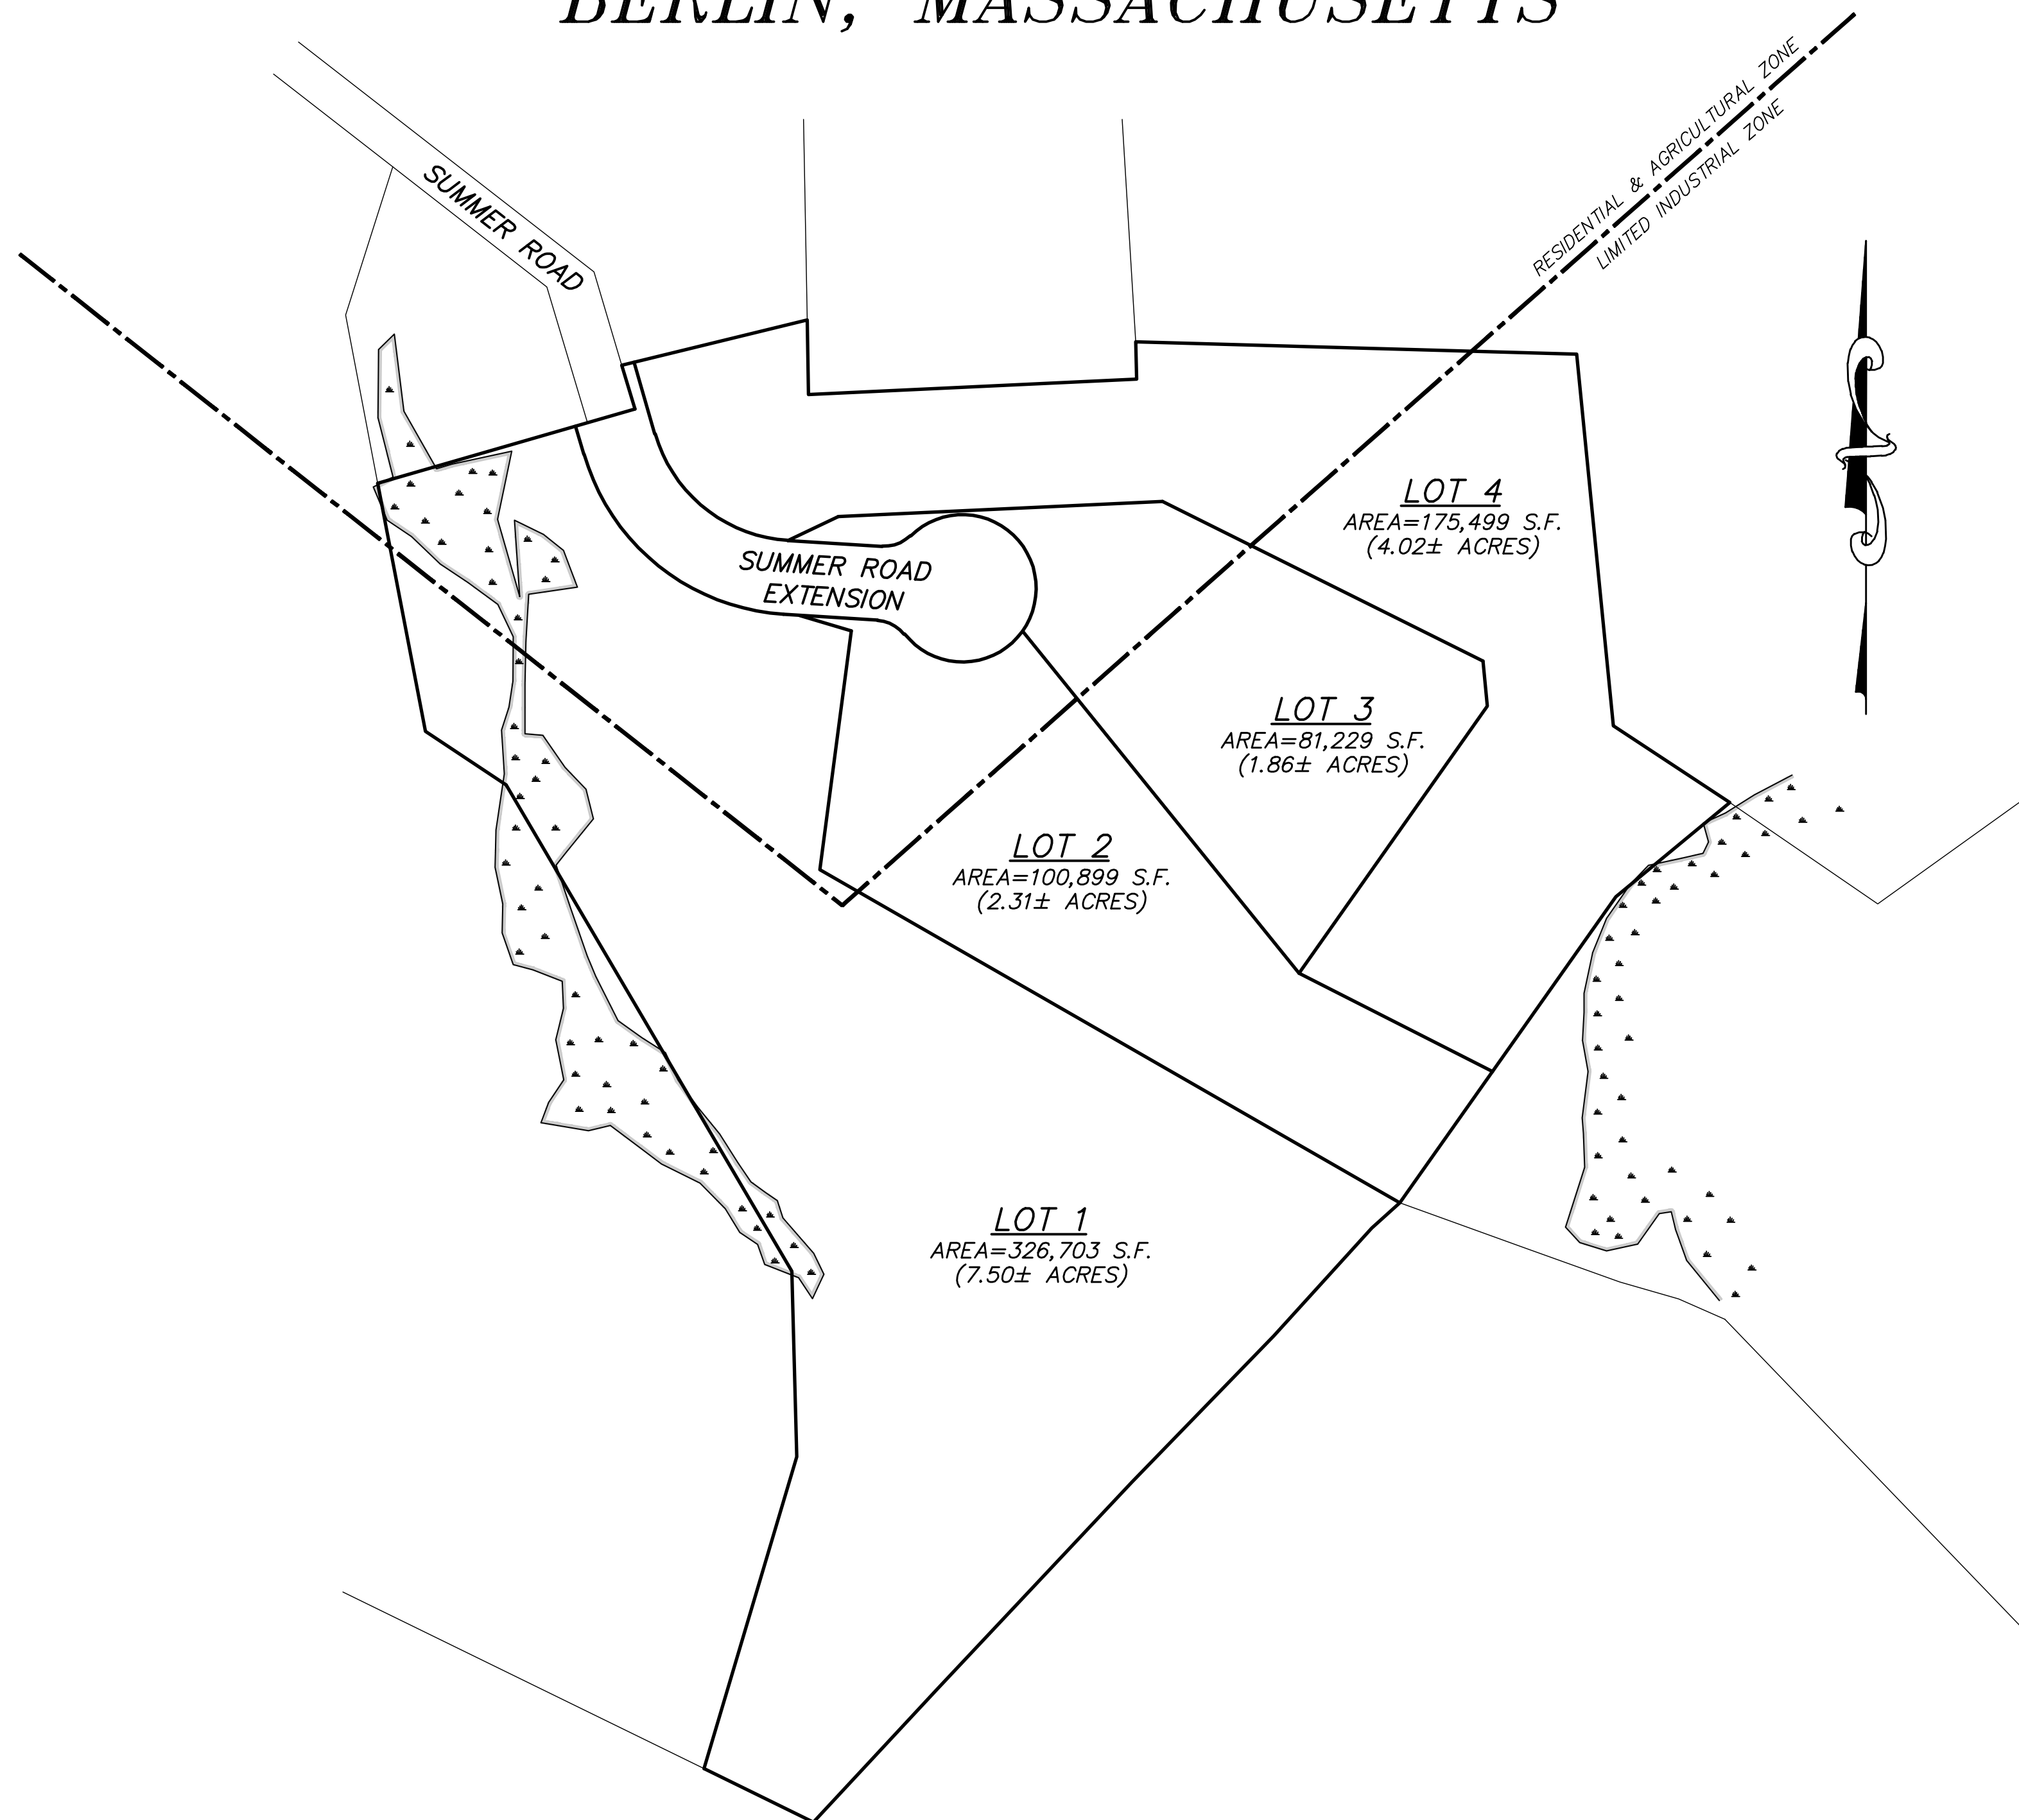 BERLIN, MASSACHUSETTS
RESIDENTIAL & AGRICULTURAL ZONE
LIMITED INDUSTRIAL ZONE
SUMMER ROAD
LOT 4
AREA=175,499 S.F.
(4.02± ACRES)
SUMMER ROAD
EXTENSION
LOT 3
AREA=81,229 S.F.
(1.86± ACRES)
LOT 2
AREA=100,899 S.F.
(2.31± ACRES)
LOT 1
AREA=326,703 S.F.
(7.50± ACRES)